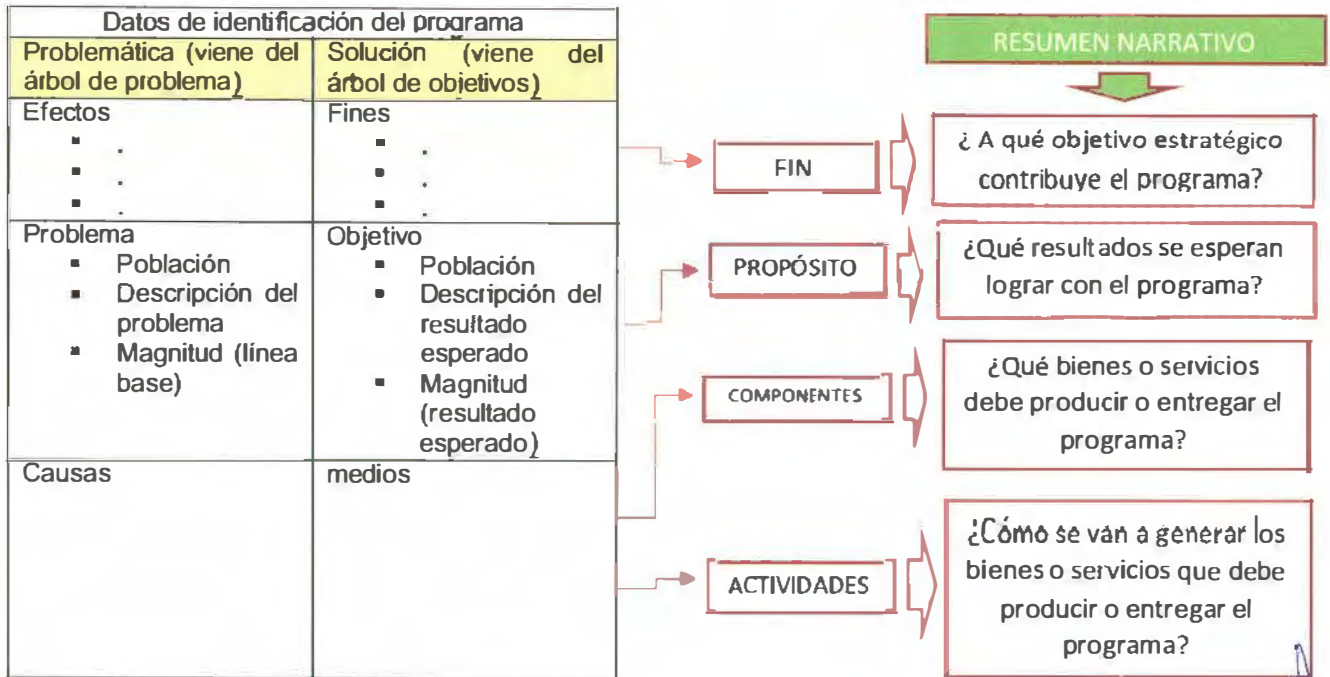 Datos de identificación del programa
Problemática (viene del
árbol de problema)
Solución (viene del
árbol de objetivos)
Efectos
Fines
Problema
Población
Descripción del
problema
Magnitud (línea
base)
Objetivo
Población
Descripción del
resultado
esperado
Magnitud
(resultado
esperado)
Causas
medios
FIN
PROPÓSITO
COMPONENTES
ACTIVIDADES
RESUMEN NARRATIVO
¿ A qué objetivo estratégico
contribuye el programa?
¿Qué resultados se esperan
lograr con el programa?
¿Qué bienes o servicios
debe producir o entregar el
programa?
¿Cómo se van a generar los
bienes o servicios que debe
producir o entregar el
programa?